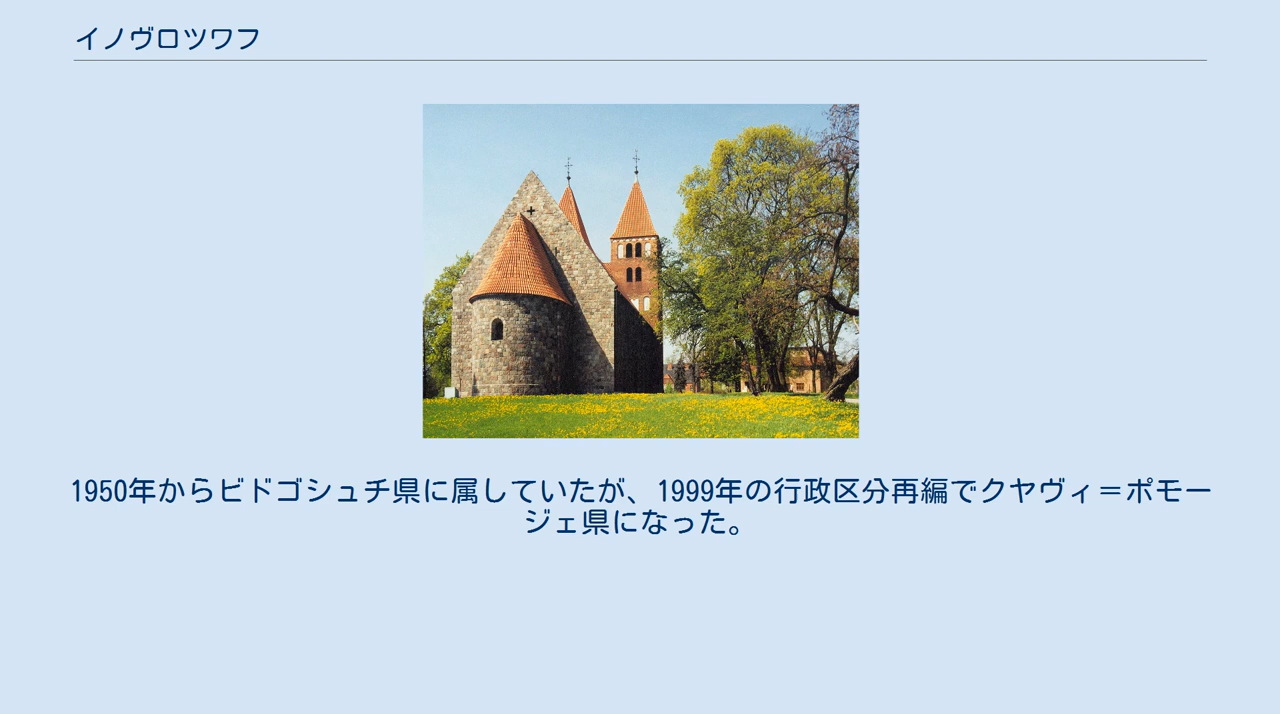 イノヴロツワフ
1950年からビドゴシュチ県に属していたが、1999年の行政区分再編でクヤヴィ＝ポモー
ジェ県になった。